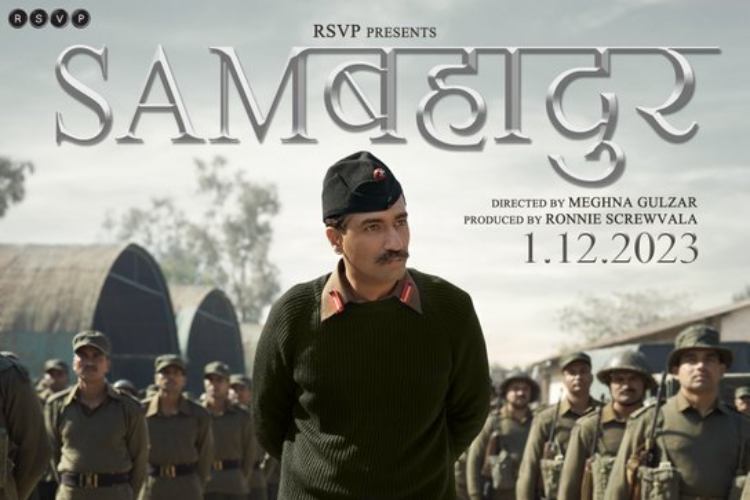 RSVP
RSVP PRESENTS
SAMबहादुर
DIRECTED BY MEGHNA GULZAR
PRODUCED BY RONNIE SCREWVALA
1.12.2023